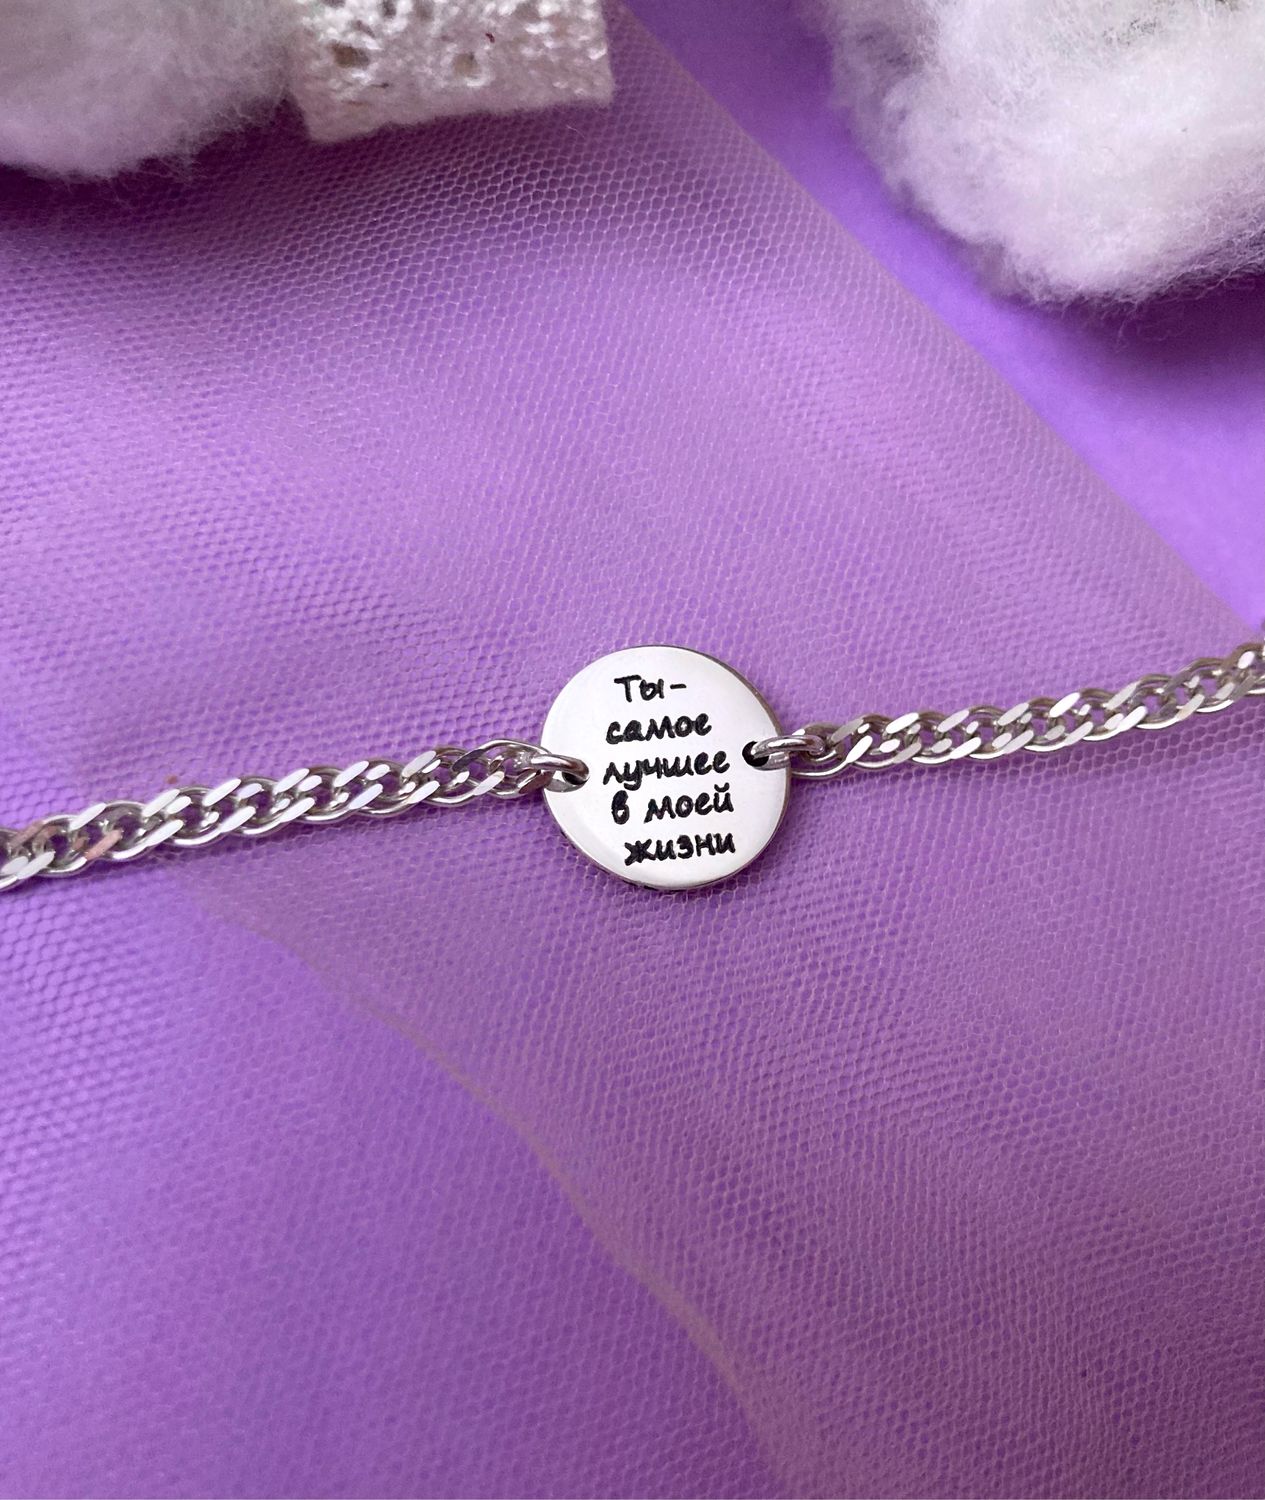 Ты-
самое
лучшее
в моей
жизни